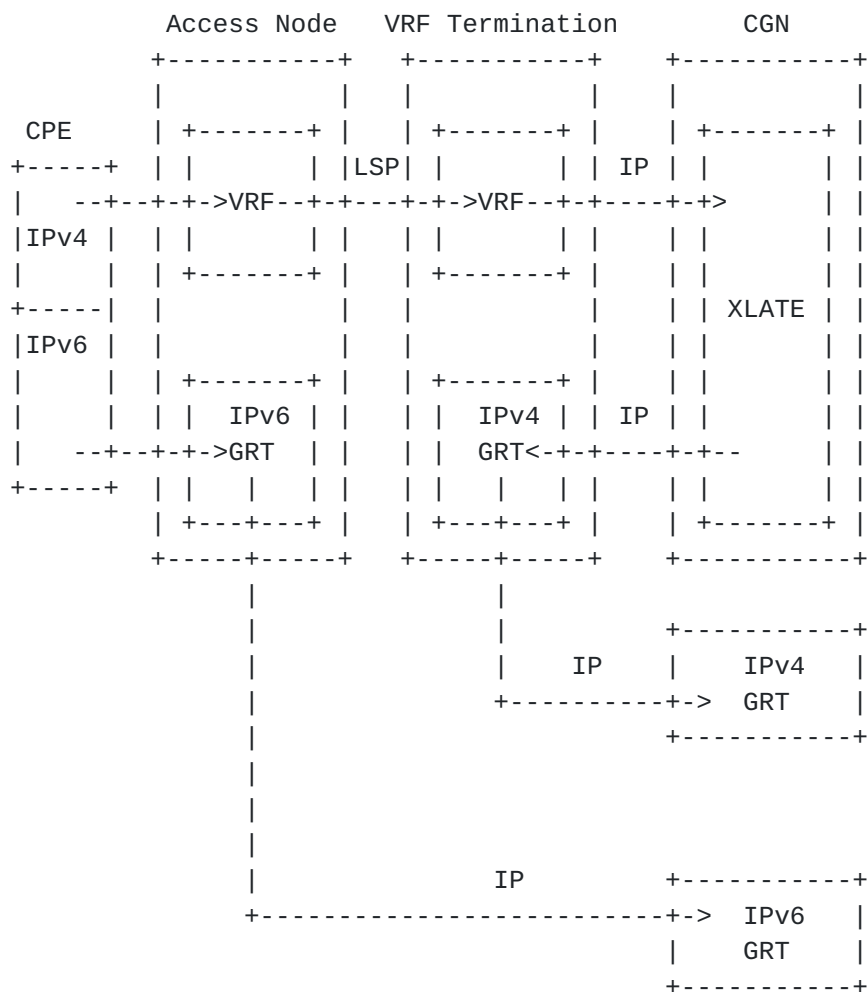 Access Node VRF Termination CGN
CPE
LSP IP
VRF VRF
IPv4
XLATE
IPv6
IPv6 IPv4 IP
GRT GRT
IP IPv4
GRT
IP
IPv6
GRT